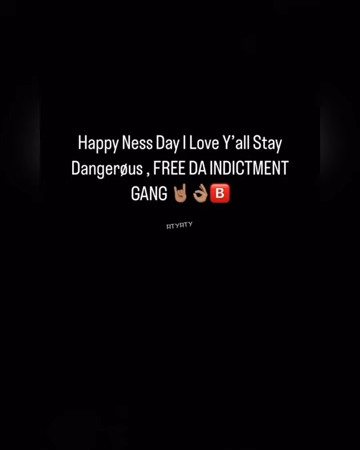 Happy Ness Day I Love Y'all Stay
Dangerøus , FREE DA INDICTMENT
GANG 🤘🏽👌🏽🅱️